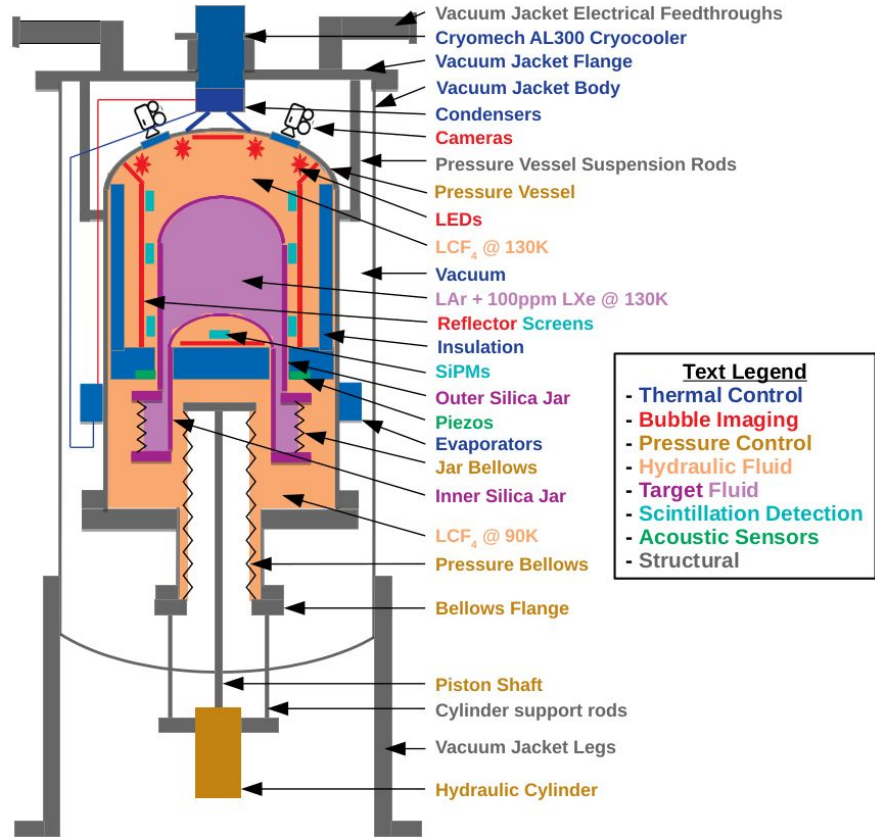 Vacuum Jacket Electrical Feedthroughs
Cryomech AL300 Cryocooler
Vacuum Jacket Flange
Vacuum Jacket Body
Condensers
Cameras
Pressure Vessel Suspension Rods
Pressure Vessel
LEDs
LCF₄ @ 130K
Vacuum
LAr + 100ppm LXe @ 130K
Reflector Screens
Insulation
SiPMs
Outer Silica Jar
Piezos
Evaporators
Jar Bellows
Inner Silica Jar
LCF₄ @ 90K
Pressure Bellows
Bellows Flange
Piston Shaft
Cylinder support rods
Vacuum Jacket Legs
Hydraulic Cylinder
Text Legend
- Thermal Control
- Bubble Imaging
- Pressure Control
- Hydraulic Fluid
- Target Fluid
- Scintillation Detection
- Acoustic Sensors
- Structural